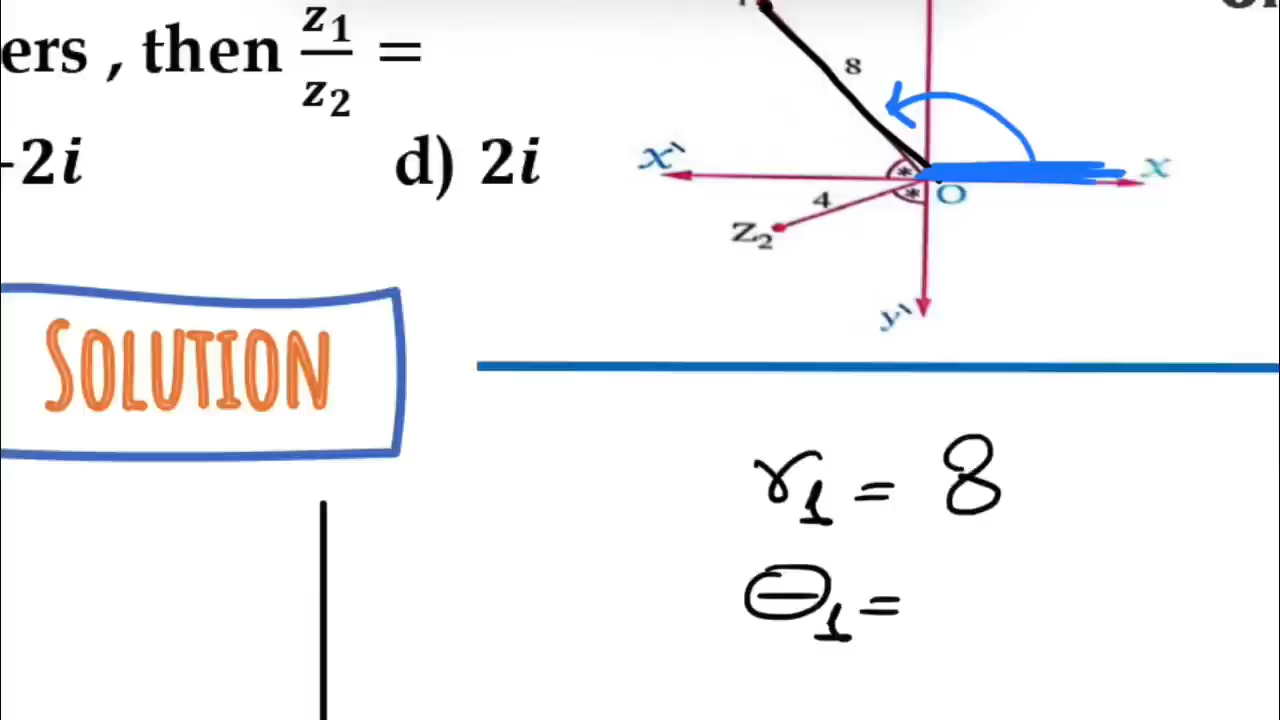 ers , then z₁/z₂ =
-2i
d) 2i
8
x'
x
*
*
O
4
Z₂
y'
SOLUTION
r₁ = 8
Θ₁ =